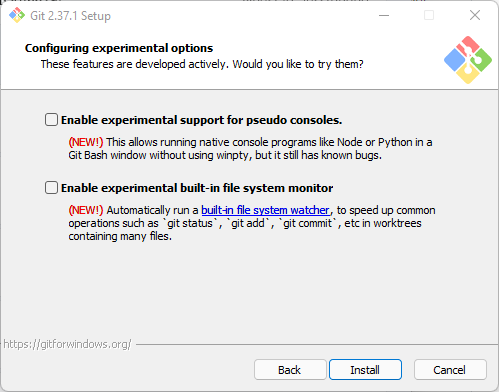 Git 2.37.1 Setup
Configuring experimental options
These features are developed actively. Would you like to try them?
Enable experimental support for pseudo consoles.
(NEW!) This allows running native console programs like Node or Python in a
Git Bash window without using winpty, but it still has known bugs.
Enable experimental built-in file system monitor
(NEW!) Automatically run a built-in file system watcher, to speed up common
operations such as `git status`, `git add`, `git commit`, etc in worktrees
containing many files.
https://gitforwindows.org/
Back Install Cancel